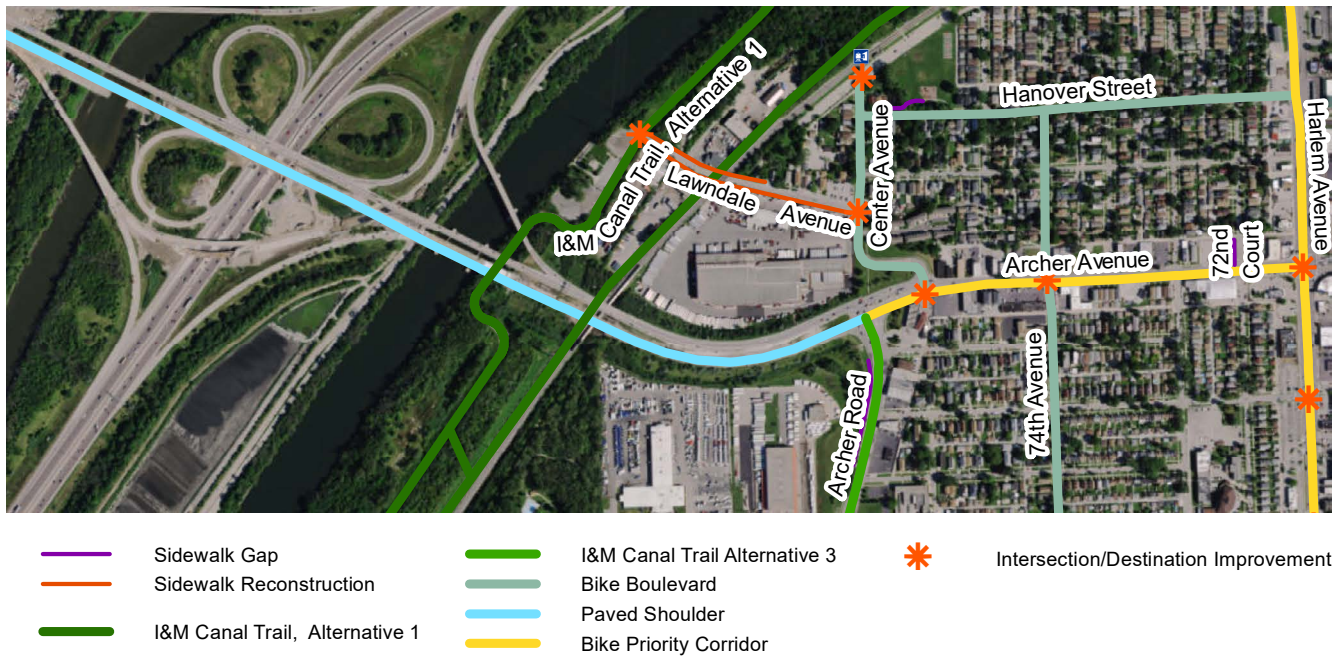 I&M Canal Trail, Alternative 1
Hanover Street
Harlem Avenue
Center Avenue
Lawndale Avenue
72nd
Court
Archer Avenue
74th Avenue
Archer Road
Sidewalk Gap
Sidewalk Reconstruction
I&M Canal Trail, Alternative 1
I&M Canal Trail Alternative 3
Bike Boulevard
Paved Shoulder
Bike Priority Corridor
Intersection/Destination Improvement